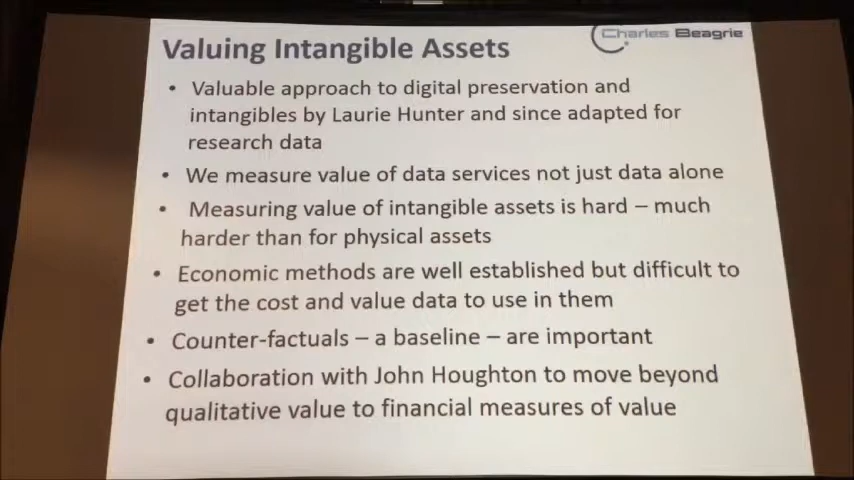 Charles Beagrie
Valuing Intangible Assets
• Valuable approach to digital preservation and
intangibles by Laurie Hunter and since adapted for
research data
• We measure value of data services not just data alone
• Measuring value of intangible assets is hard – much
harder than for physical assets
• Economic methods are well established but difficult to
get the cost and value data to use in them
• Counter-factuals – a baseline – are important
• Collaboration with John Houghton to move beyond
qualitative value to financial measures of value